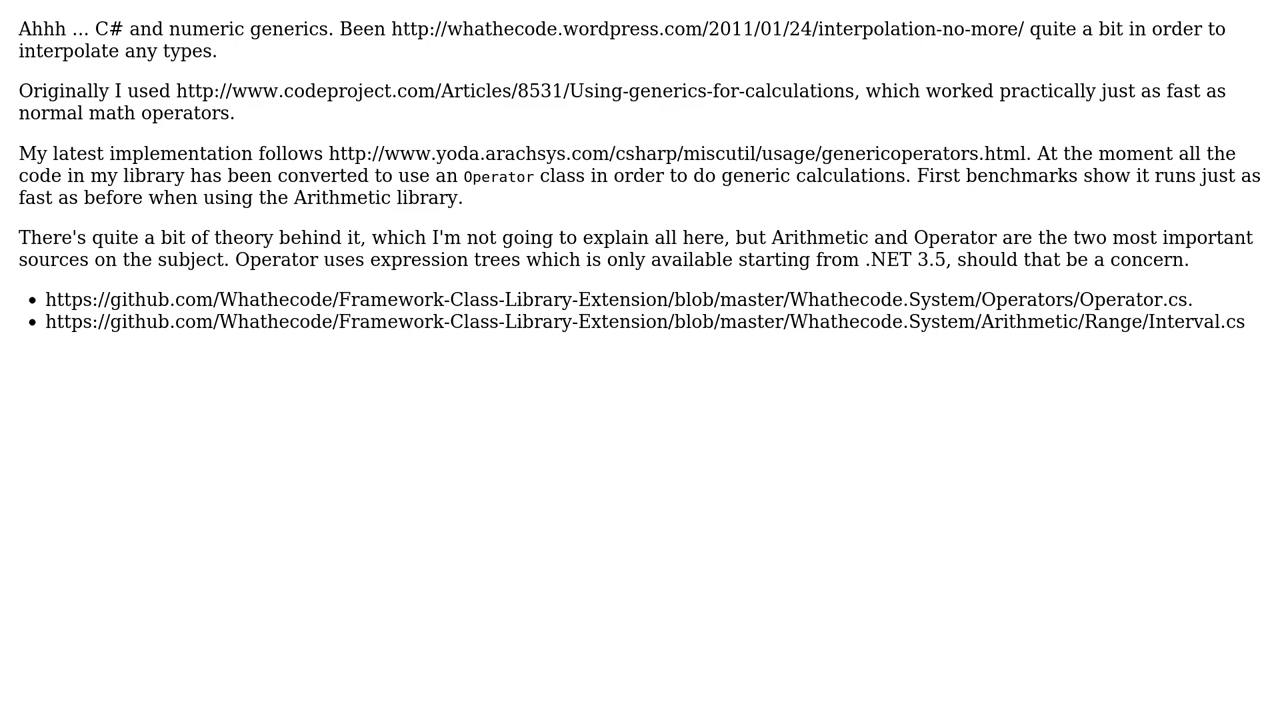 Ahhh ... C# and numeric generics. Been http://whathecode.wordpress.com/2011/01/24/interpolation-no-more/ quite a bit in order to
interpolate any types.
Originally I used http://www.codeproject.com/Articles/8531/Using-generics-for-calculations, which worked practically just as fast as
normal math operators.
My latest implementation follows http://www.yoda.arachsys.com/csharp/miscutil/usage/genericoperators.html. At the moment all the
code in my library has been converted to use an Operator class in order to do generic calculations. First benchmarks show it runs just as
fast as before when using the Arithmetic library.
There's quite a bit of theory behind it, which I'm not going to explain all here, but Arithmetic and Operator are the two most important
sources on the subject. Operator uses expression trees which is only available starting from .NET 3.5, should that be a concern.
• https://github.com/Whathecode/Framework-Class-Library-Extension/blob/master/Whathecode.System/Operators/Operator.cs.
• https://github.com/Whathecode/Framework-Class-Library-Extension/blob/master/Whathecode.System/Arithmetic/Range/Interval.cs